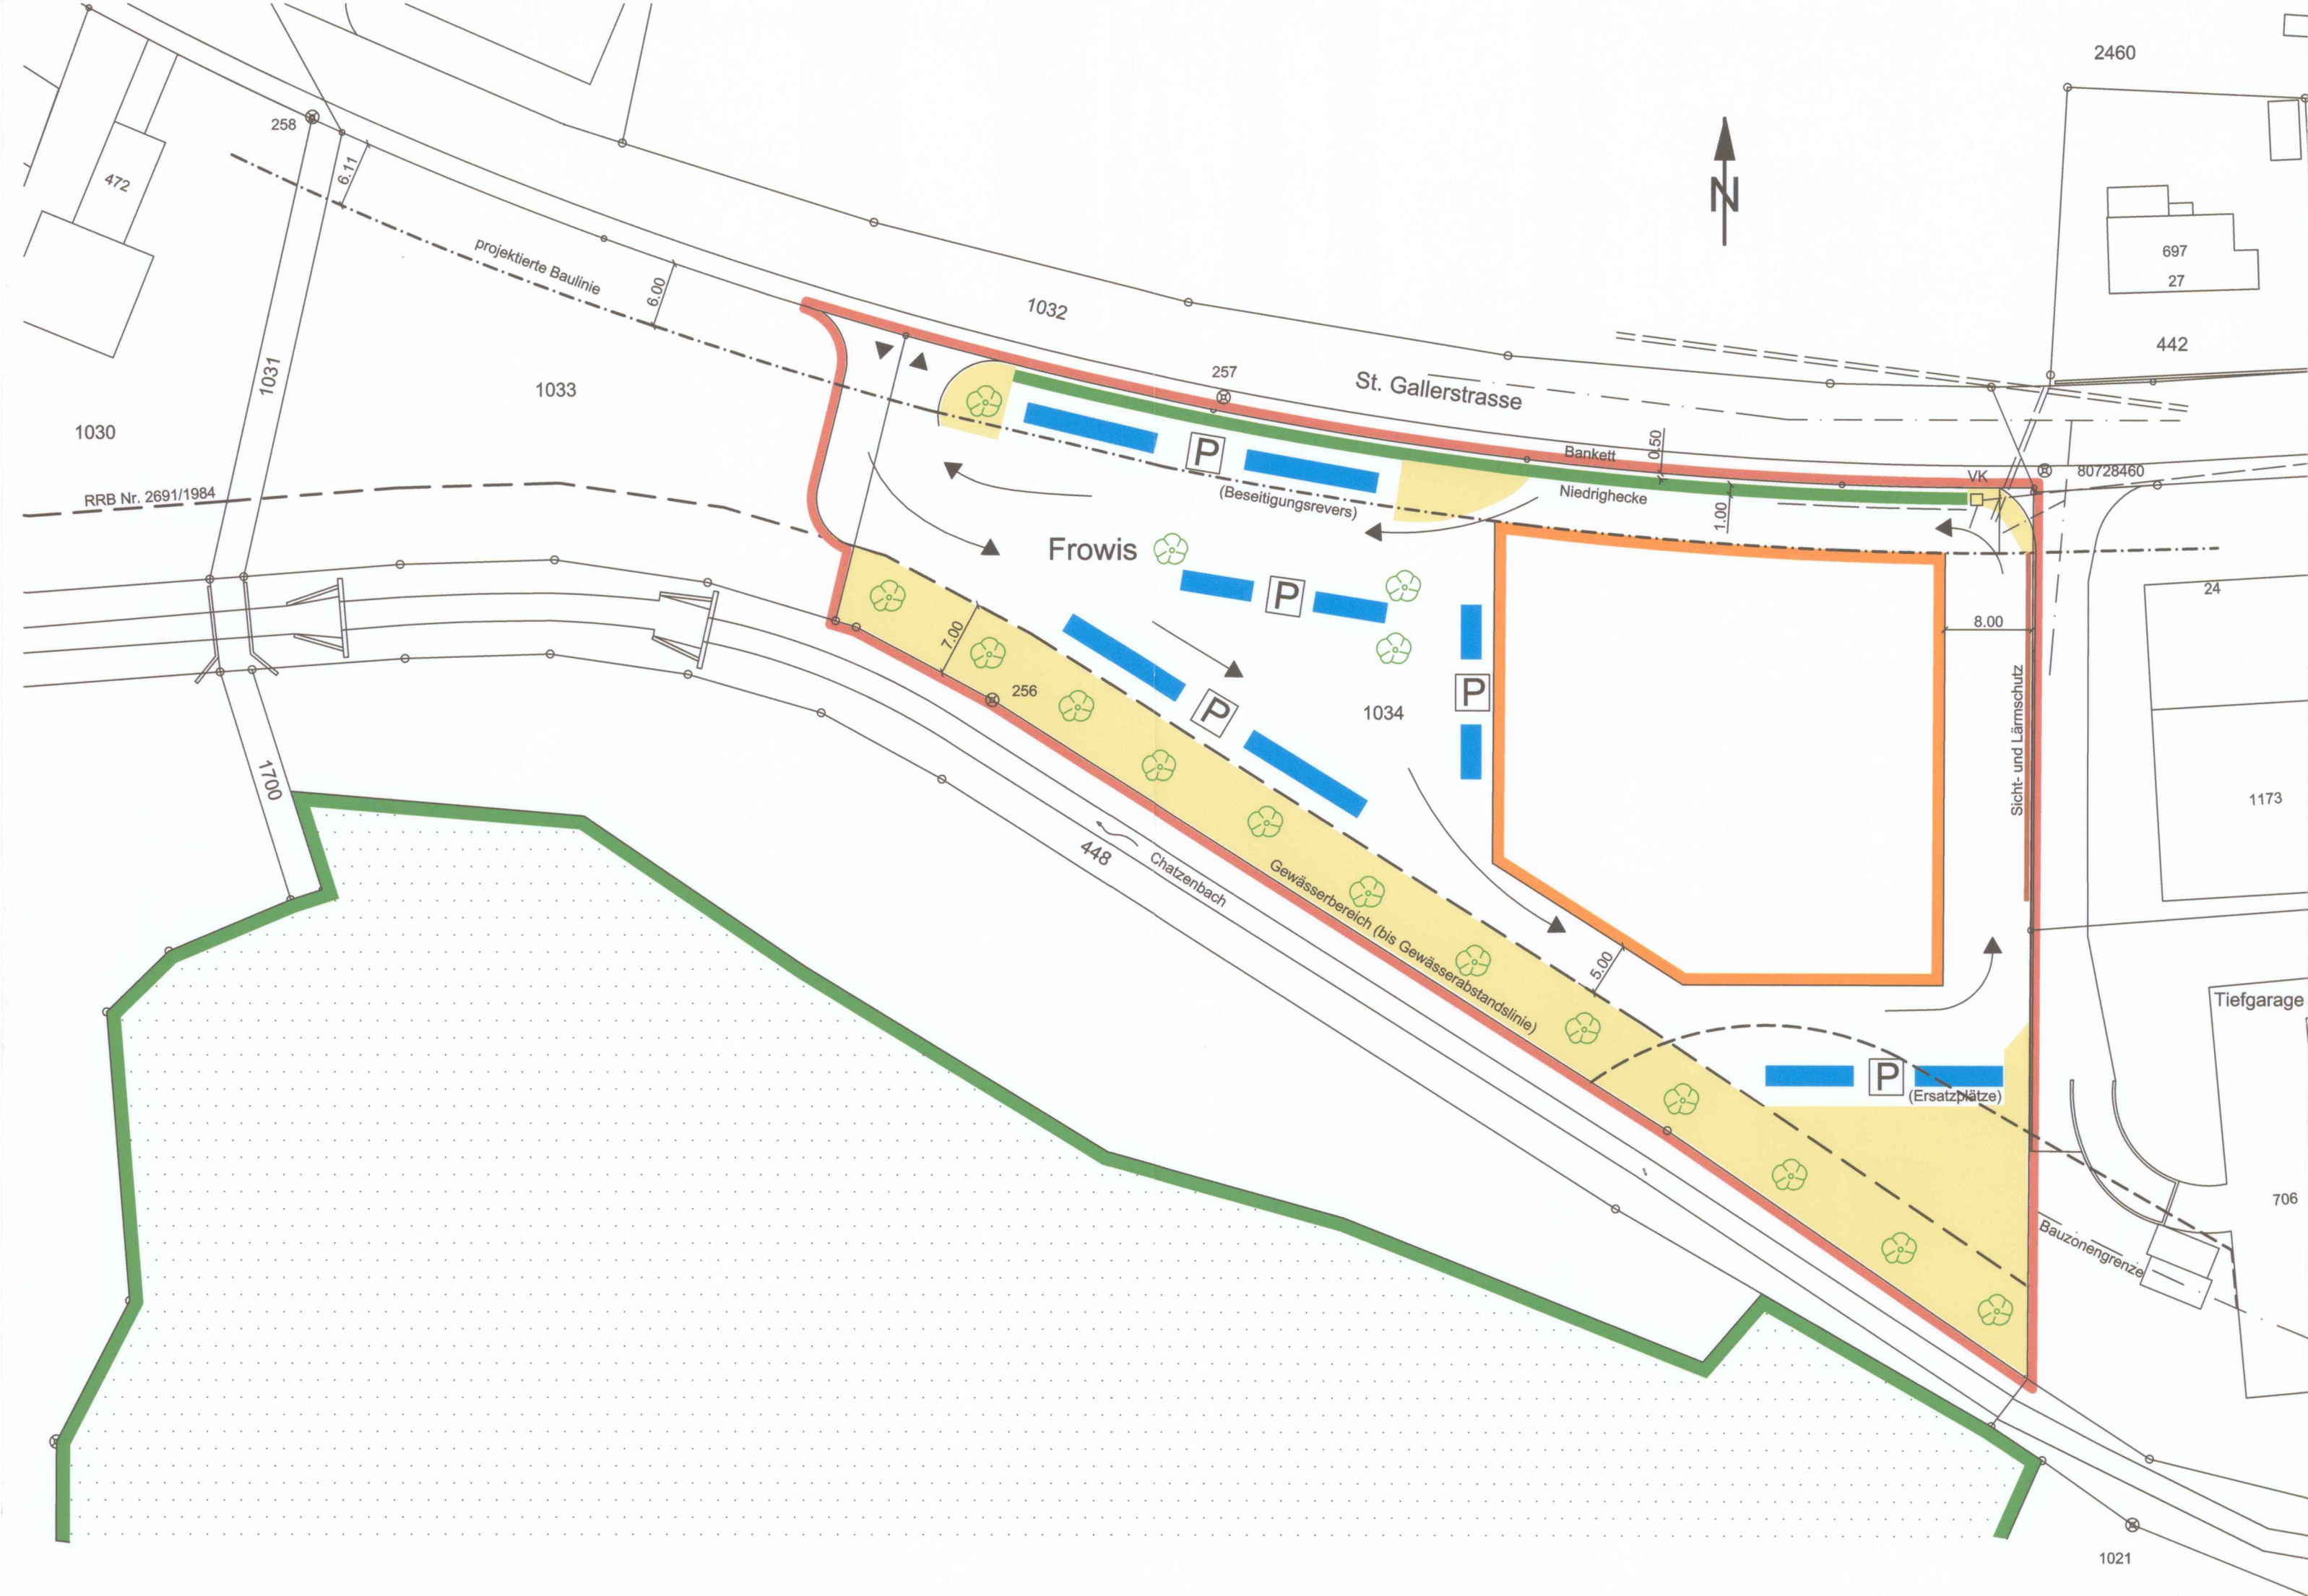 2460
258
6.11
472
projektierte Baulinie
6.00
1032
697
27
442
1031
1033
257
St. Gallerstrasse
1030
P
(Beseitigungsrevers)
Bankett
0.50
Niedrighecke
1.00
VK
80728460
N
RRB Nr. 2691/1984
Frowis
P
8.00
24
7.00
256
P
1034
P
Sicht- und Lärmschutz
1173
1700
448
Chatzenbach
Gewässerbereich (bis Gewässerabstandslinie)
5.00
Tiefgarage
P
(Ersatzplätze)
706
Bauzonengrenze
1021